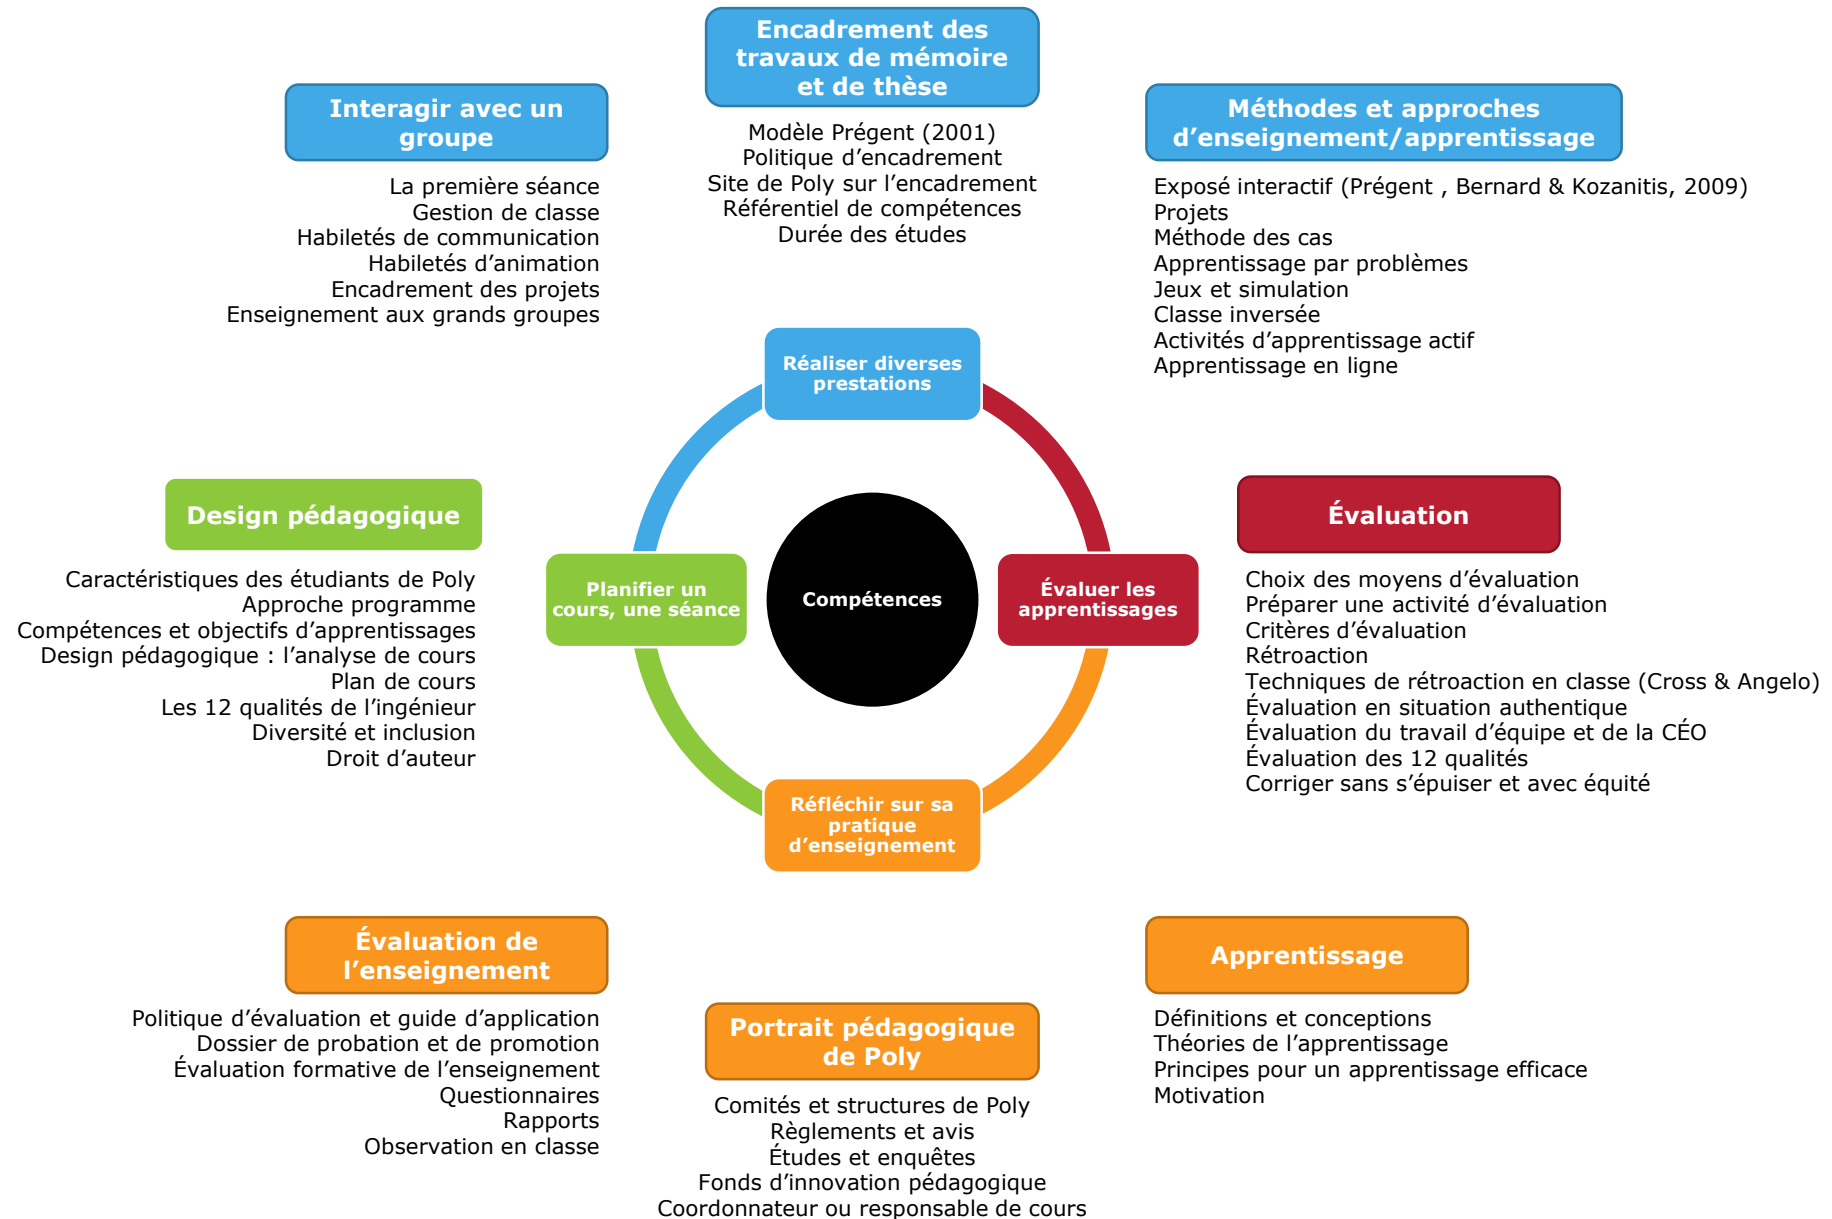 Encadrement des
travaux de mémoire
et de thèse
Modèle Prégent (2001)
Politique d’encadrement
Site de Poly sur l’encadrement
Référentiel de compétences
Durée des études
Interagir avec un
groupe
La première séance
Gestion de classe
Habiletés de communication
Habiletés d’animation
Encadrement des projets
Enseignement aux grands groupes
Méthodes et approches
d’enseignement/apprentissage
Exposé interactif (Prégent , Bernard & Kozanitis, 2009)
Projets
Méthode des cas
Apprentissage par problèmes
Jeux et simulation
Classe inversée
Activités d’apprentissage actif
Apprentissage en ligne
Réaliser diverses
prestations
Design pédagogique
Caractéristiques des étudiants de Poly
Approche programme
Compétences et objectifs d’apprentissages
Design pédagogique : l’analyse de cours
Plan de cours
Les 12 qualités de l’ingénieur
Diversité et inclusion
Droit d’auteur
Planifier un
cours, une séance
Compétences
Évaluer les
apprentissages
Évaluation
Choix des moyens d’évaluation
Préparer une activité d’évaluation
Critères d’évaluation
Rétroaction
Techniques de rétroaction en classe (Cross & Angelo)
Évaluation en situation authentique
Évaluation du travail d’équipe et de la CÉO
Évaluation des 12 qualités
Corriger sans s’épuiser et avec équité
Réfléchir sur sa
pratique
d’enseignement
Évaluation de
l’enseignement
Politique d’évaluation et guide d’application
Dossier de probation et de promotion
Évaluation formative de l’enseignement
Questionnaires
Rapports
Observation en classe
Portrait pédagogique
de Poly
Comités et structures de Poly
Règlements et avis
Études et enquêtes
Fonds d’innovation pédagogique
Coordonnateur ou responsable de cours
Apprentissage
Définitions et conceptions
Théories de l’apprentissage
Principes pour un apprentissage efficace
Motivation